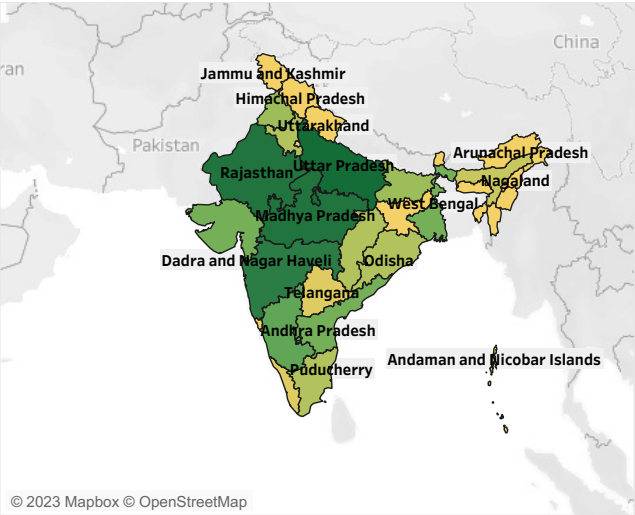 China
ran
Jammu and Kashmir
Himachal Pradesh
Uttarakhand
Pakistan
Arunachal Pradesh
Uttar Pradesh
Rajasthan
Nagaland
West Bengal
Madhya Pradesh
Dadra and Nagar Haveli
Odisha
Telangana
Andhra Pradesh
Andaman and Nicobar Islands
Puducherry
© 2023 Mapbox © OpenStreetMap